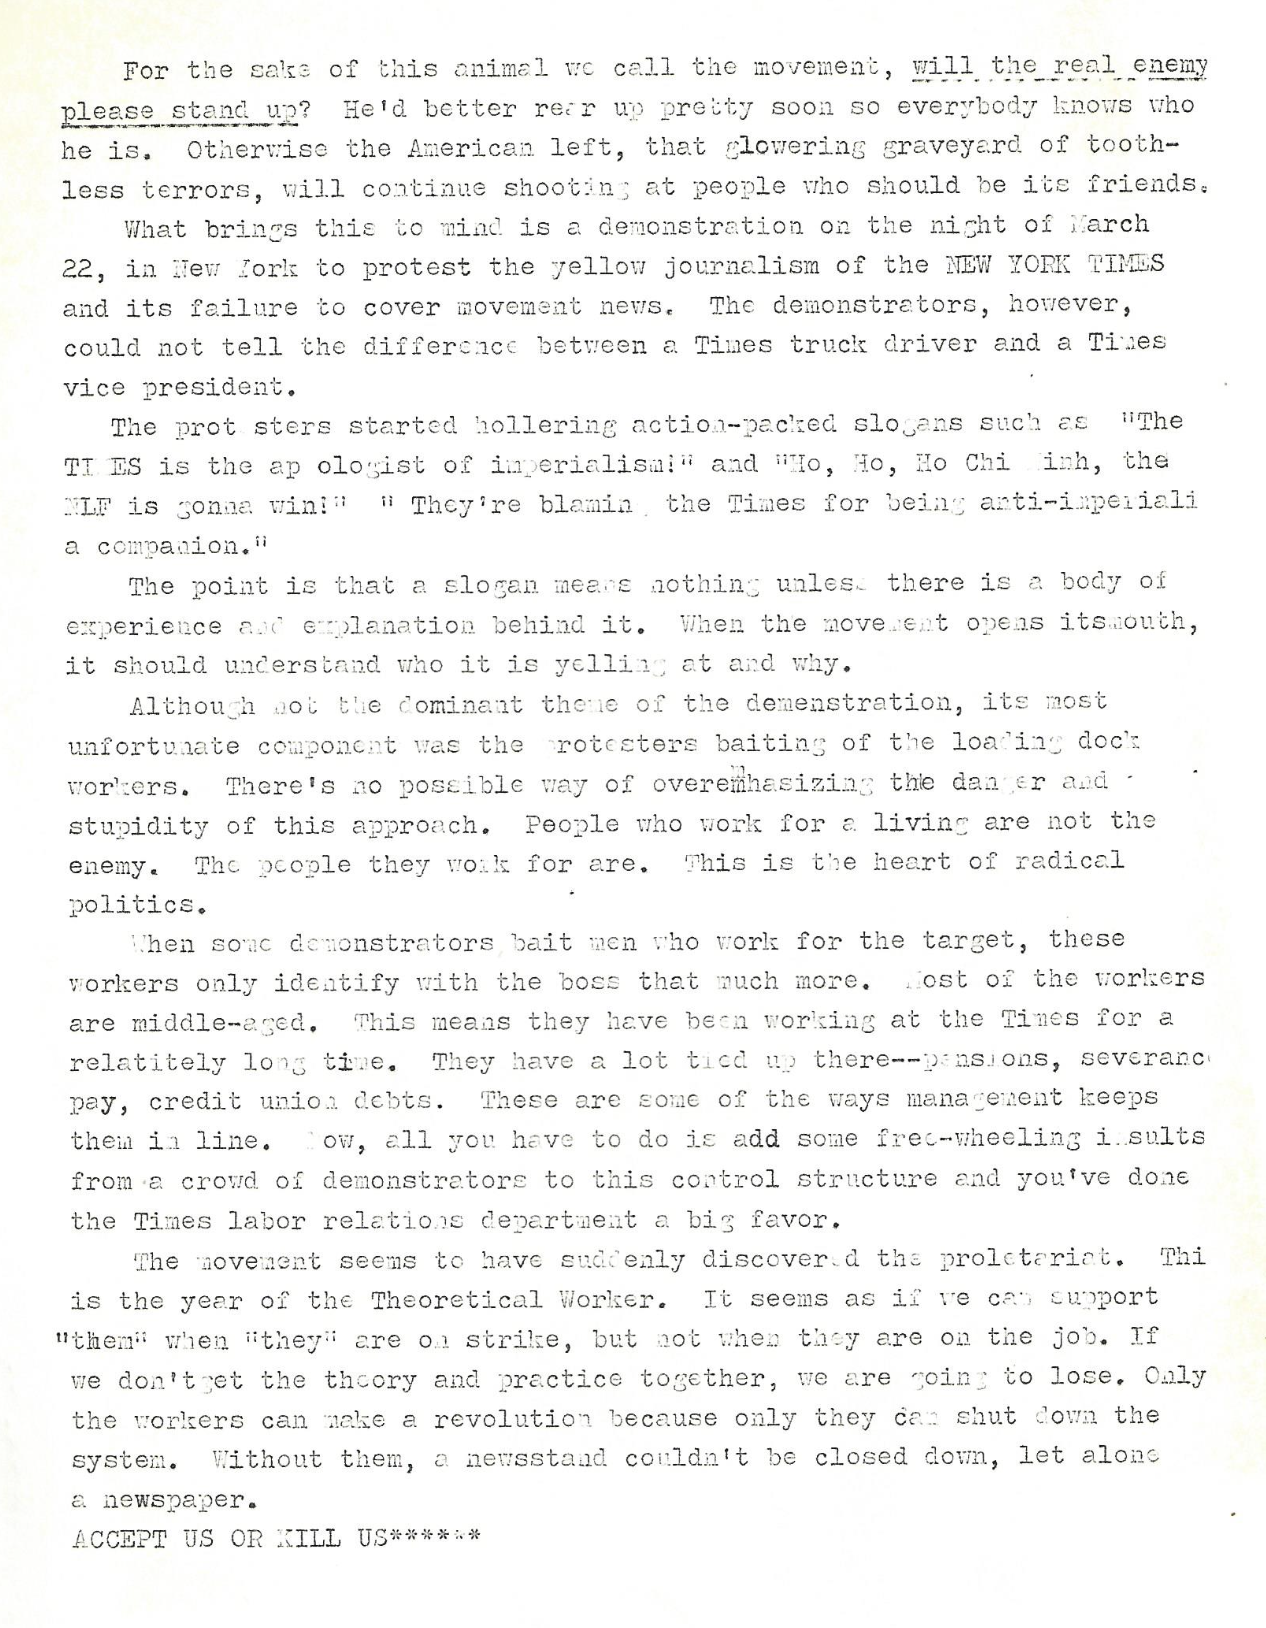 For the sake of this animal we call the movement, will the real enemy
please stand up? He'd better rear up pretty soon so everybody knows who
he is. Otherwise the American left, that glowering graveyard of tooth-
less terrors, will continue shooting at people who should be its friends.
What brings this to mind is a demonstration on the night of March
22, in New York to protest the yellow journalism of the NEW YORK TIMES
and its failure to cover movement news. The demonstrators, however,
could not tell the difference between a Times truck driver and a Times
vice president.
The prot sters started hollering action-packed slogans such as "The
TI ES is the ap ologist of imperialism!" and "Ho, Ho, Ho Chi inh, the
NLF is gonna win!" " They're blamin the Times for being anti-imperiali
a companion."
The point is that a slogan means nothing unless there is a body of
experience and explanation behind it. When the movement opens itsmouth,
it should understand who it is yelling at and why.
Although not the dominant theme of the demenstration, its most
unfortunate component was the protesters baiting of the loading dock
workers. There's no possible way of overemphasizing the danger and
stupidity of this approach. People who work for a living are not the
enemy. The people they work for are. This is the heart of radical
politics.
When some demonstrators bait men who work for the target, these
workers only identify with the boss that much more. Most of the workers
are middle-aged. This means they have been working at the Times for a
relatitely long time. They have a lot tied up there--pensions, severanc
pay, credit union debts. These are some of the ways management keeps
them in line. Now, all you have to do is add some free-wheeling insults
from a crowd of demonstrators to this control structure and you've done
the Times labor relations department a big favor.
The movement seems to have suddenly discovered the proletariat. Thi
is the year of the Theoretical Worker. It seems as if we can support
"them" when "they" are on strike, but not when they are on the job. If
we don't get the theory and practice together, we are going to lose. Only
the workers can make a revolution because only they can shut down the
system. Without them, a newsstand couldn't be closed down, let alone
a newspaper.
ACCEPT US OR KILL US******